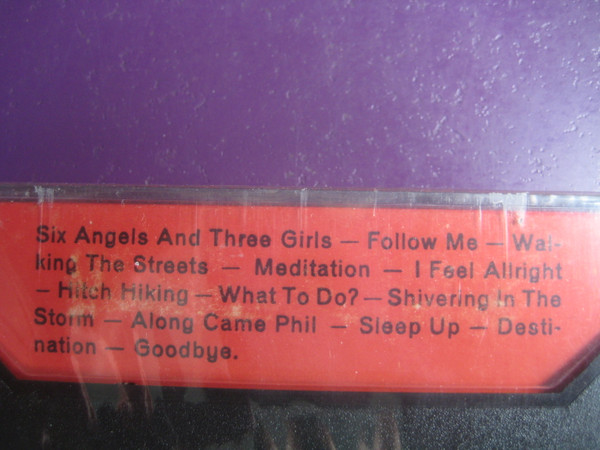 Six Angels And Three Girls — Follow Me — Wal-
king The Streets — Meditation — I Feel Allright
— Hitch Hiking — What To Do? — Shivering In The
Storm — Along Came Phil — Sleep Up — Desti-
nation — Goodbye.